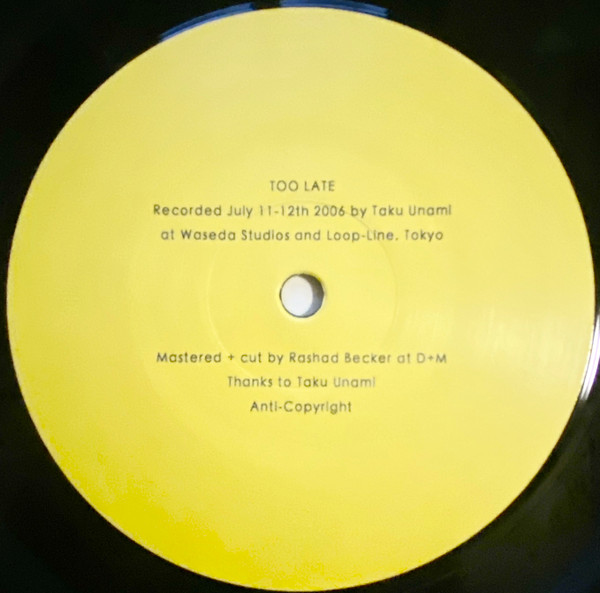 TOO LATE
Recorded July 11-12th 2006 by Taku Unami
at Waseda Studios and Loop-Line, Tokyo
Mastered + cut by Rashad Becker at D+M
Thanks to Taku Unami
Anti-Copyright